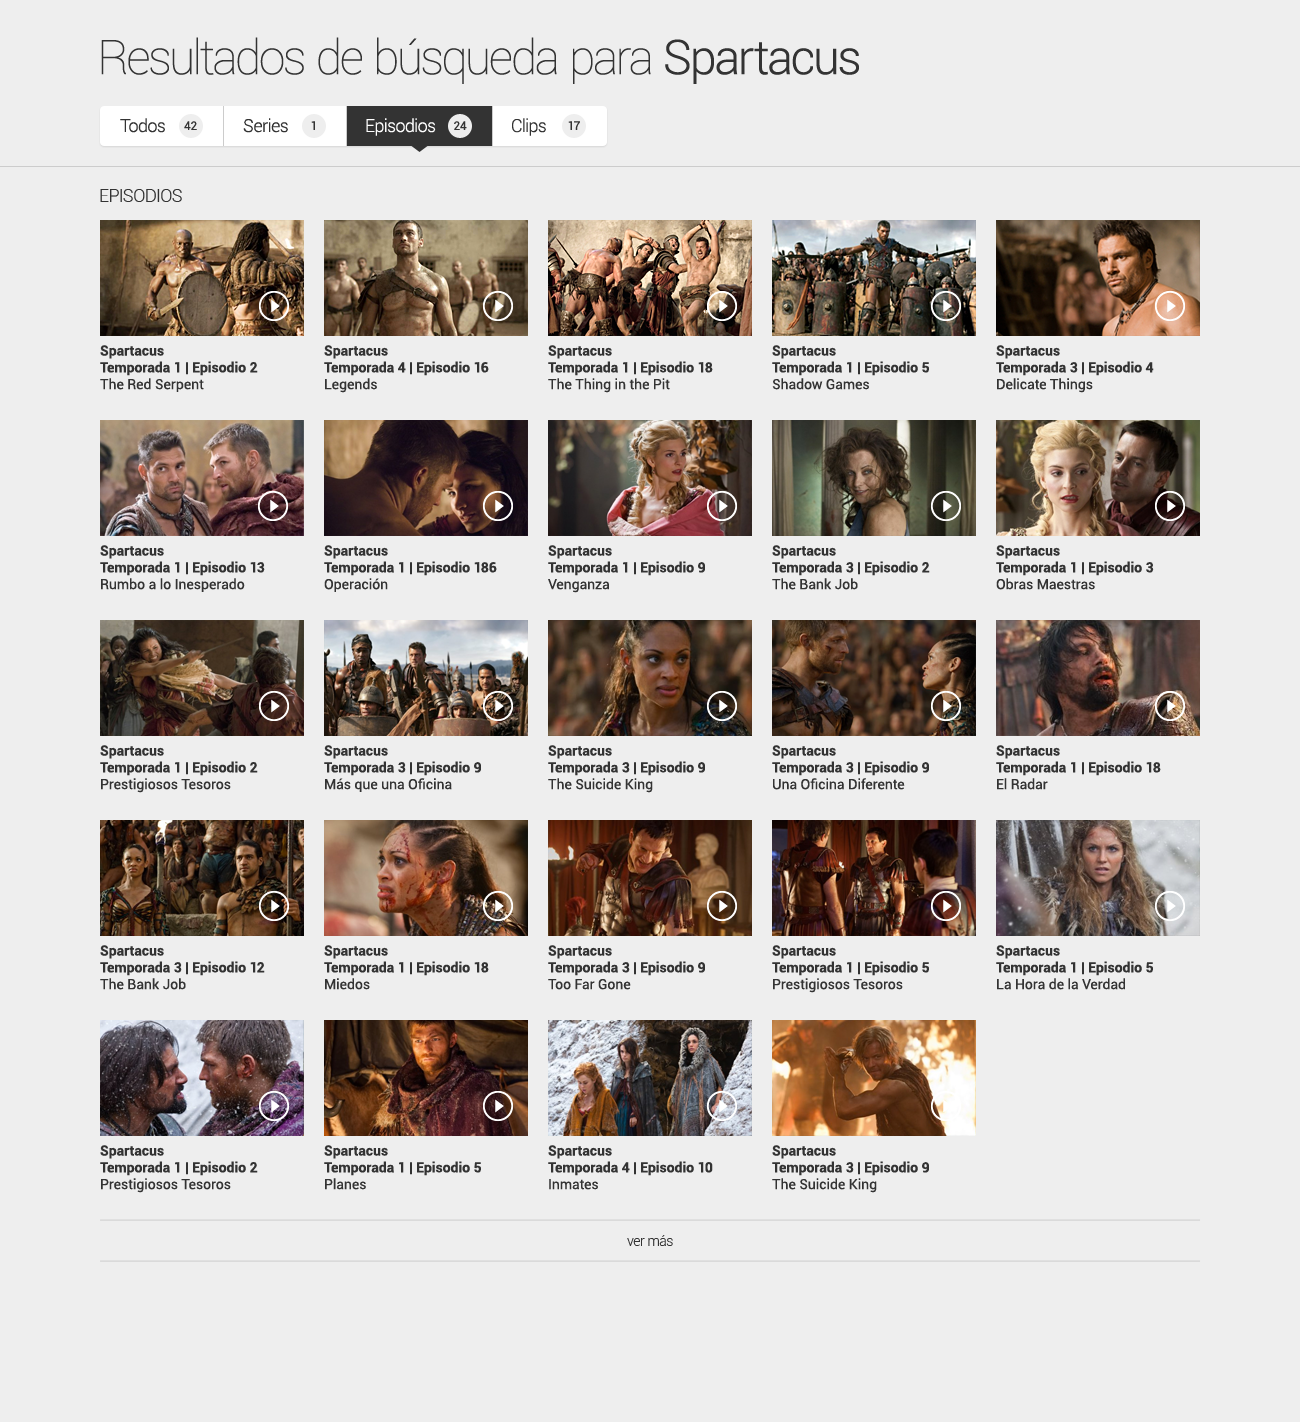 Resultados de búsqueda para Spartacus
Todos 42 Series 1 Episodios 24 Clips 17
EPISODIOS
Spartacus
Temporada 1 | Episodio 2
The Red Serpent
Spartacus
Temporada 4 | Episodio 16
Legends
Spartacus
Temporada 1 | Episodio 18
The Thing in the Pit
Spartacus
Temporada 1 | Episodio 5
Shadow Games
Spartacus
Temporada 3 | Episodio 4
Delicate Things
Spartacus
Temporada 1 | Episodio 13
Rumbo a lo Inesperado
Spartacus
Temporada 1 | Episodio 186
Operación
Spartacus
Temporada 1 | Episodio 9
Venganza
Spartacus
Temporada 3 | Episodio 2
The Bank Job
Spartacus
Temporada 1 | Episodio 3
Obras Maestras
Spartacus
Temporada 1 | Episodio 2
Prestigiosos Tesoros
Spartacus
Temporada 3 | Episodio 9
Más que una Oficina
Spartacus
Temporada 3 | Episodio 9
The Suicide King
Spartacus
Temporada 3 | Episodio 9
Una Oficina Diferente
Spartacus
Temporada 1 | Episodio 18
El Radar
Spartacus
Temporada 3 | Episodio 12
The Bank Job
Spartacus
Temporada 1 | Episodio 18
Miedos
Spartacus
Temporada 3 | Episodio 9
Too Far Gone
Spartacus
Temporada 1 | Episodio 5
Prestigiosos Tesoros
Spartacus
Temporada 1 | Episodio 5
La Hora de la Verdad
Spartacus
Temporada 1 | Episodio 2
Prestigiosos Tesoros
Spartacus
Temporada 1 | Episodio 5
Planes
Spartacus
Temporada 4 | Episodio 10
Inmates
Spartacus
Temporada 3 | Episodio 9
The Suicide King
ver más